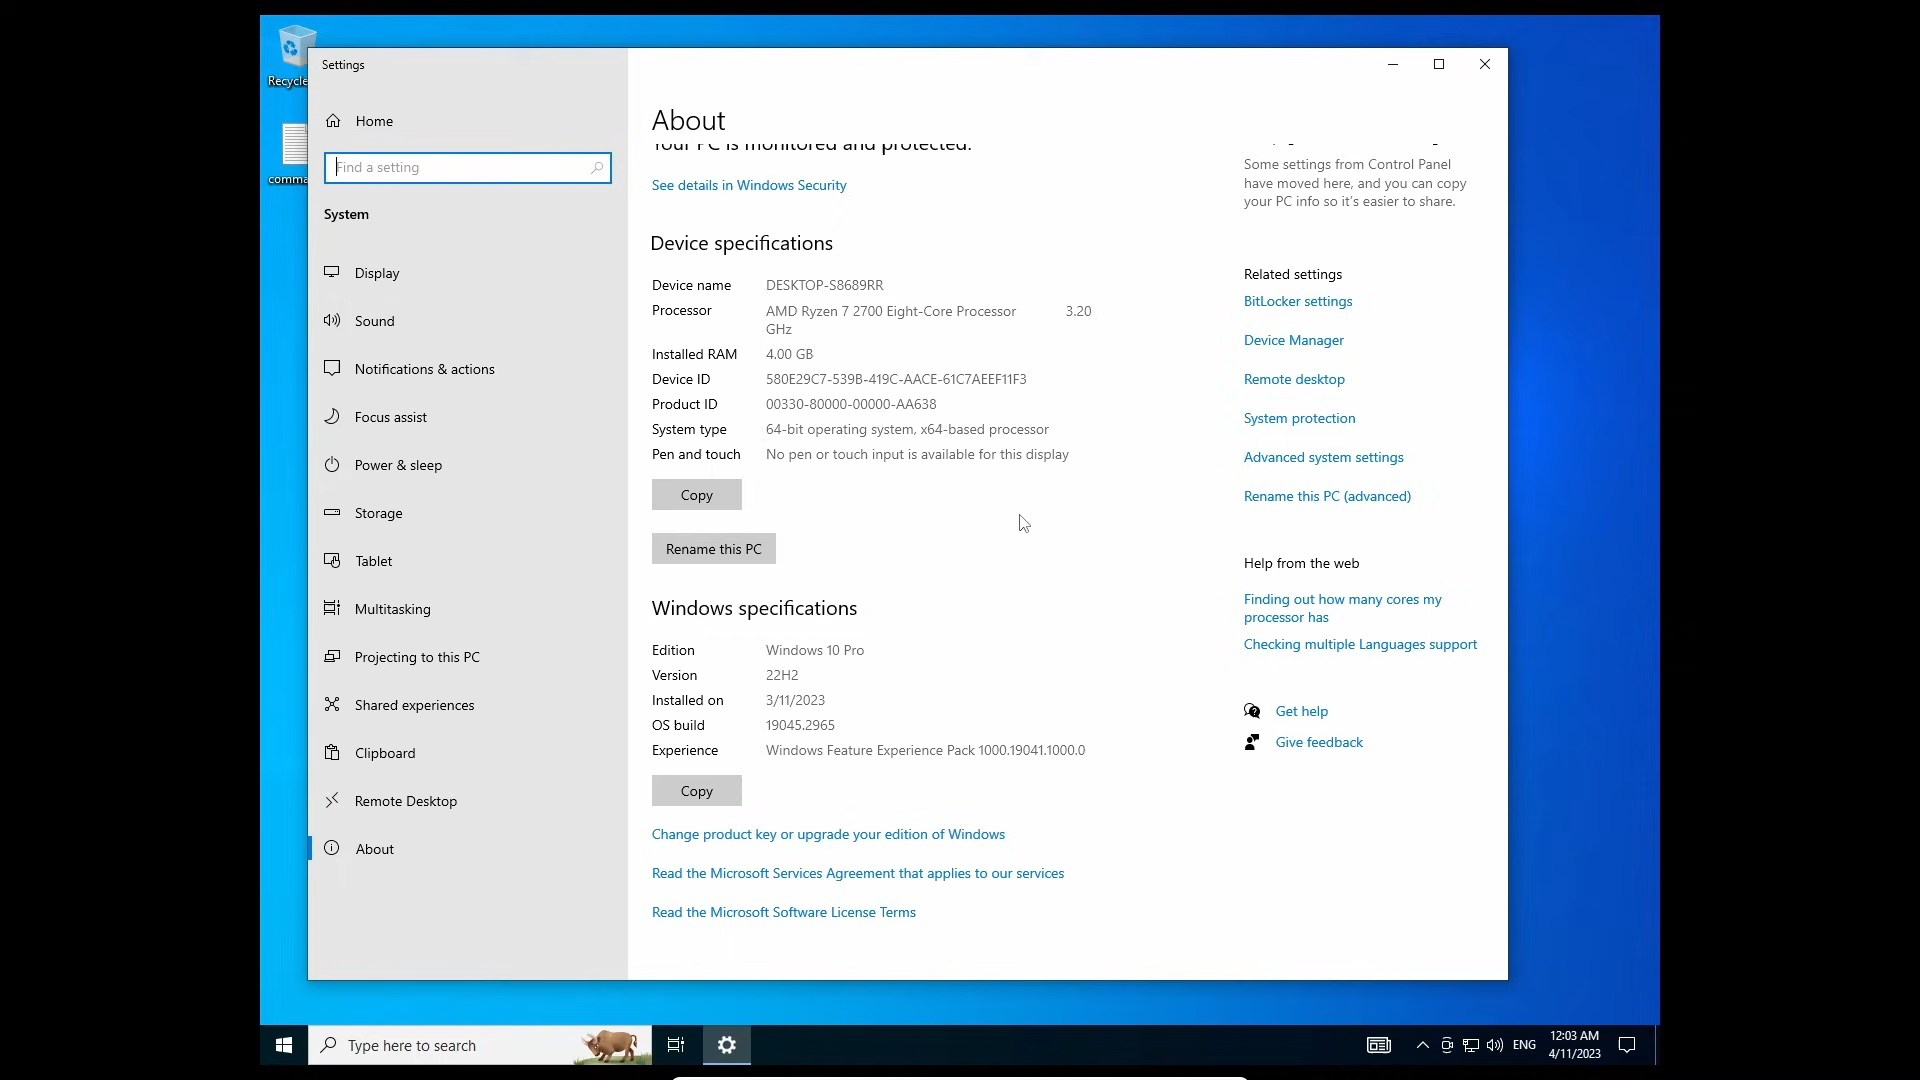 Recycle
comma
Settings
Home
Find a setting
System
Display
Sound
Notifications & actions
Focus assist
Power & sleep
Storage
Tablet
Multitasking
Projecting to this PC
Shared experiences
Clipboard
Remote Desktop
About
About
Your PC is monitored and protected.
See details in Windows Security
Device specifications
Device name DESKTOP-S8689RR
Processor AMD Ryzen 7 2700 Eight-Core Processor 3.20
GHz
Installed RAM 4.00 GB
Device ID 580E29C7-539B-419C-AACE-61C7AEEF11F3
Product ID 00330-80000-00000-AA638
System type 64-bit operating system, x64-based processor
Pen and touch No pen or touch input is available for this display
Copy
Rename this PC
Windows specifications
Edition Windows 10 Pro
Version 22H2
Installed on 3/11/2023
OS build 19045.2965
Experience Windows Feature Experience Pack 1000.19041.1000.0
Copy
Change product key or upgrade your edition of Windows
Read the Microsoft Services Agreement that applies to our services
Read the Microsoft Software License Terms
Some settings from Control Panel
have moved here, and you can copy
your PC info so it's easier to share.
Related settings
BitLocker settings
Device Manager
Remote desktop
System protection
Advanced system settings
Rename this PC (advanced)
Help from the web
Finding out how many cores my
processor has
Checking multiple Languages support
Get help
Give feedback
Type here to search
ENG
12:03 AM
4/11/2023